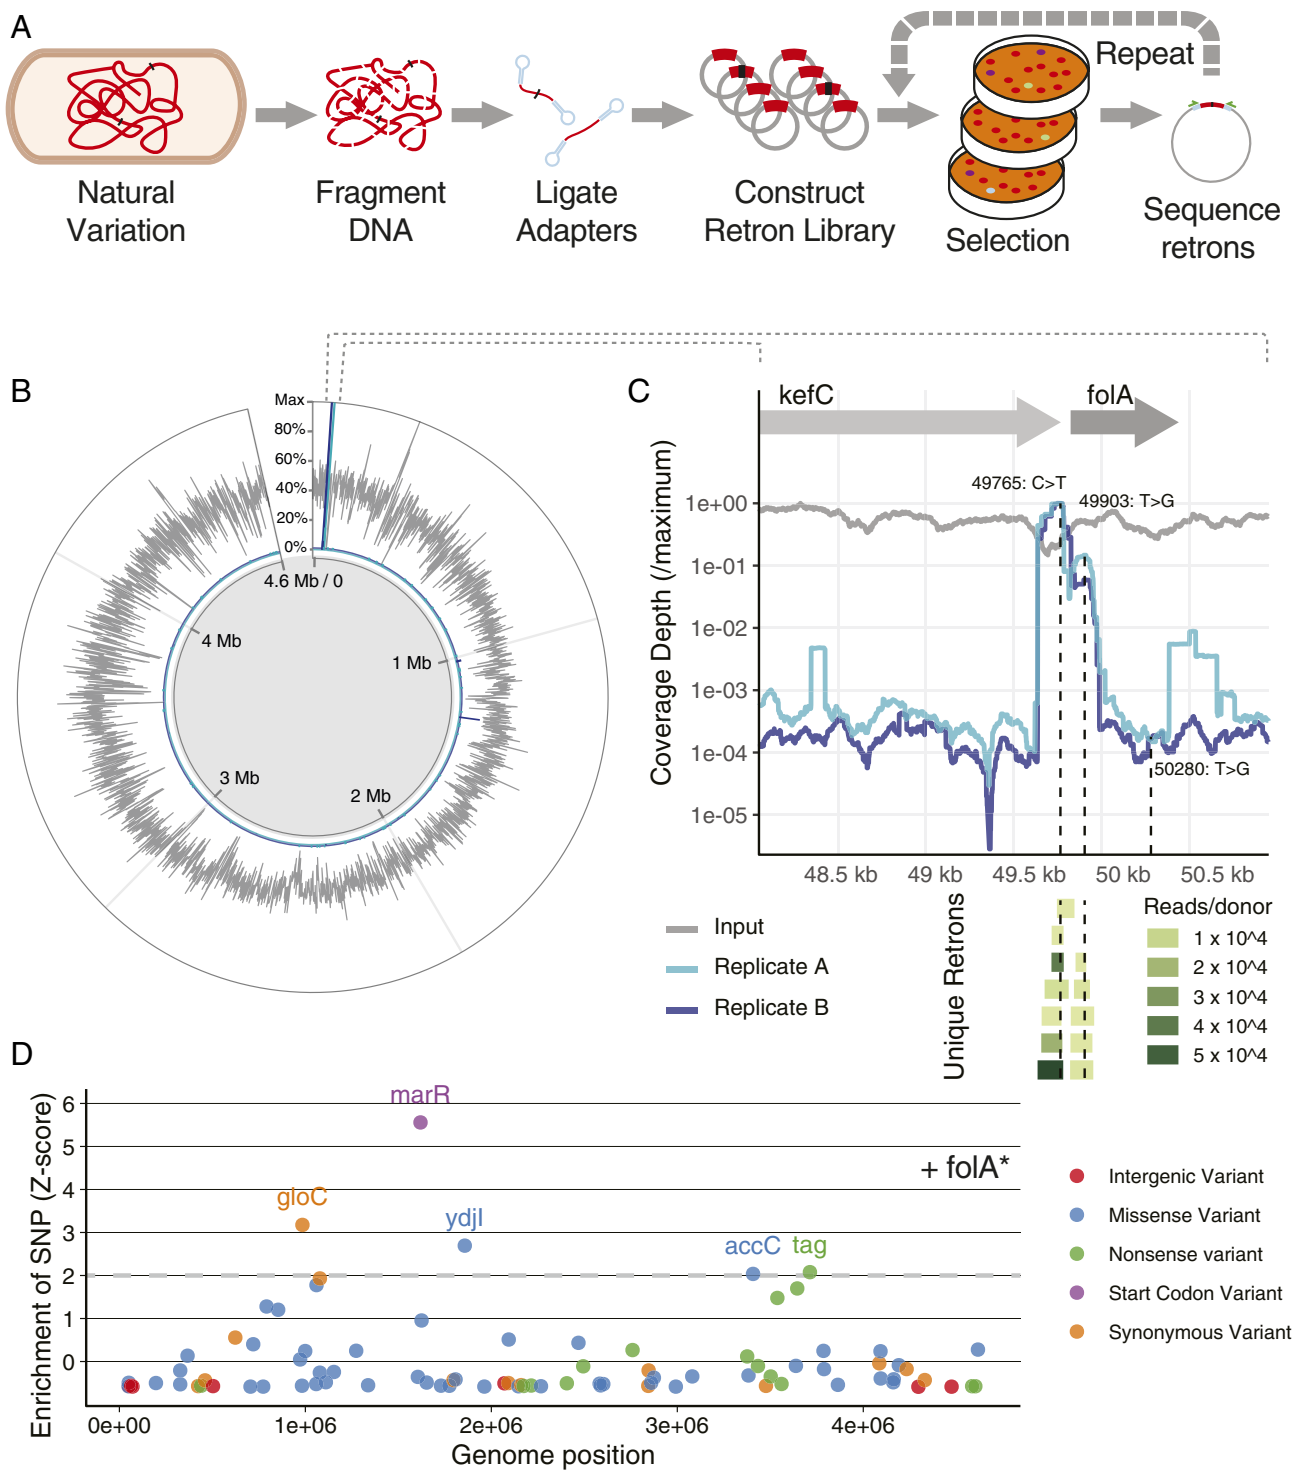 A
Repeat
Natural
Variation
Fragment
DNA
Ligate
Adapters
Construct
Retron Library
Selection
Sequence
retrons
B
Max
80%
60%
40%
20%
0%
4.6 Mb / 0
1 Mb
2 Mb
3 Mb
4 Mb
C
kefC
folA
49765: C>T
49903: T>G
50280: T>G
Coverage Depth (/maximum)
1e+00
1e-01
1e-02
1e-03
1e-04
1e-05
48.5 kb
49 kb
49.5 kb
50 kb
50.5 kb
Input
Replicate A
Replicate B
Unique Retrons
Reads/donor
1 x 10^4
2 x 10^4
3 x 10^4
4 x 10^4
5 x 10^4
D
Enrichment of SNP (Z-score)
6
5
4
3
2
1
0
marR
gloC
ydjI
accC
tag
+ folA*
0e+00
1e+06
2e+06
3e+06
4e+06
Genome position
Intergenic Variant
Missense Variant
Nonsense variant
Start Codon Variant
Synonymous Variant